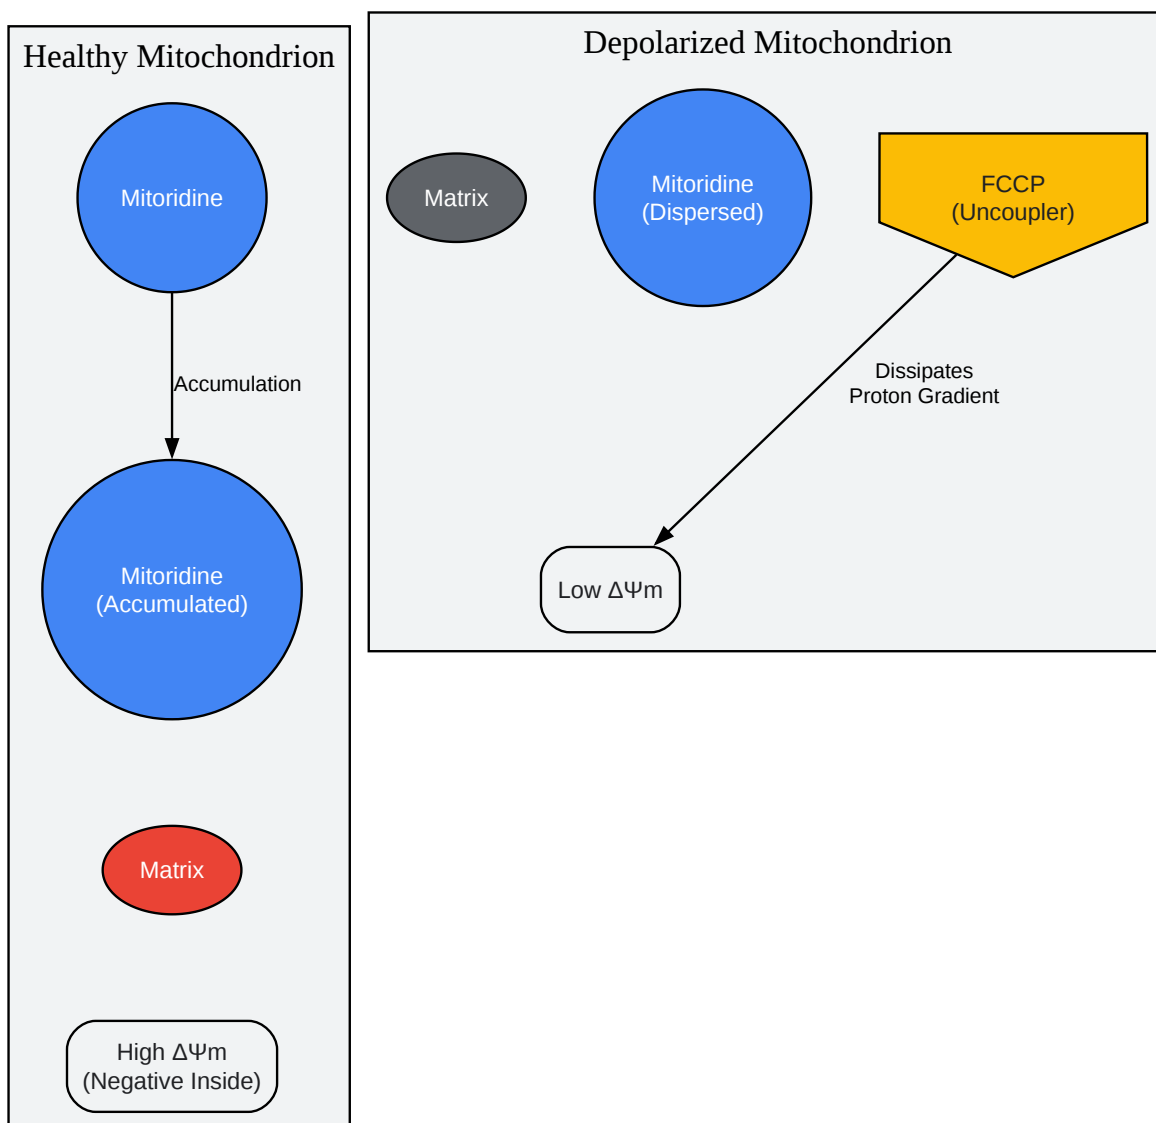 Healthy Mitochondrion
Mitoridine
Accumulation
Mitoridine
(Accumulated)
Matrix
High ΔΨm
(Negative Inside)
Depolarized Mitochondrion
Matrix
Mitoridine
(Dispersed)
FCCP
(Uncoupler)
Dissipates
Proton Gradient
Low ΔΨm